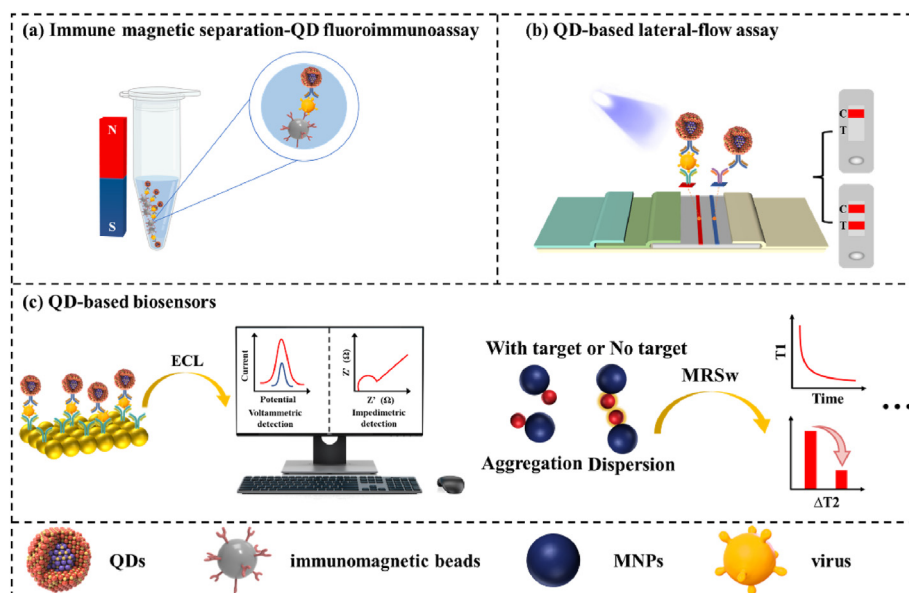 (a) Immune magnetic separation-QD fluoroimmunoassay
N
S
(b) QD-based lateral-flow assay
C
T
C
T
(c) QD-based biosensors
ECL
Current
Potential
Voltammetric
detection
Z' (Ω)
Z' (Ω)
Impedimetric
detection
With target or No target
Aggregation Dispersion
MRSw
T1
Time
ΔT2
...
QDs
immunomagnetic beads
MNPs
virus